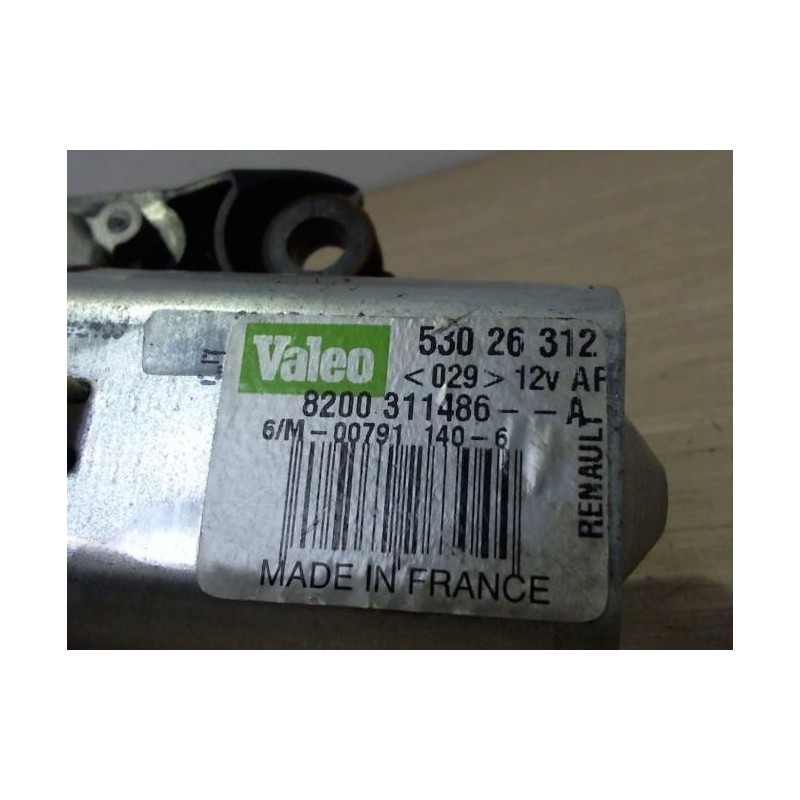 Valeo
530 26 312
<029> 12v AR
8200 311486 - - A
6/M-00791 140-6
RENAULT
MADE IN FRANCE